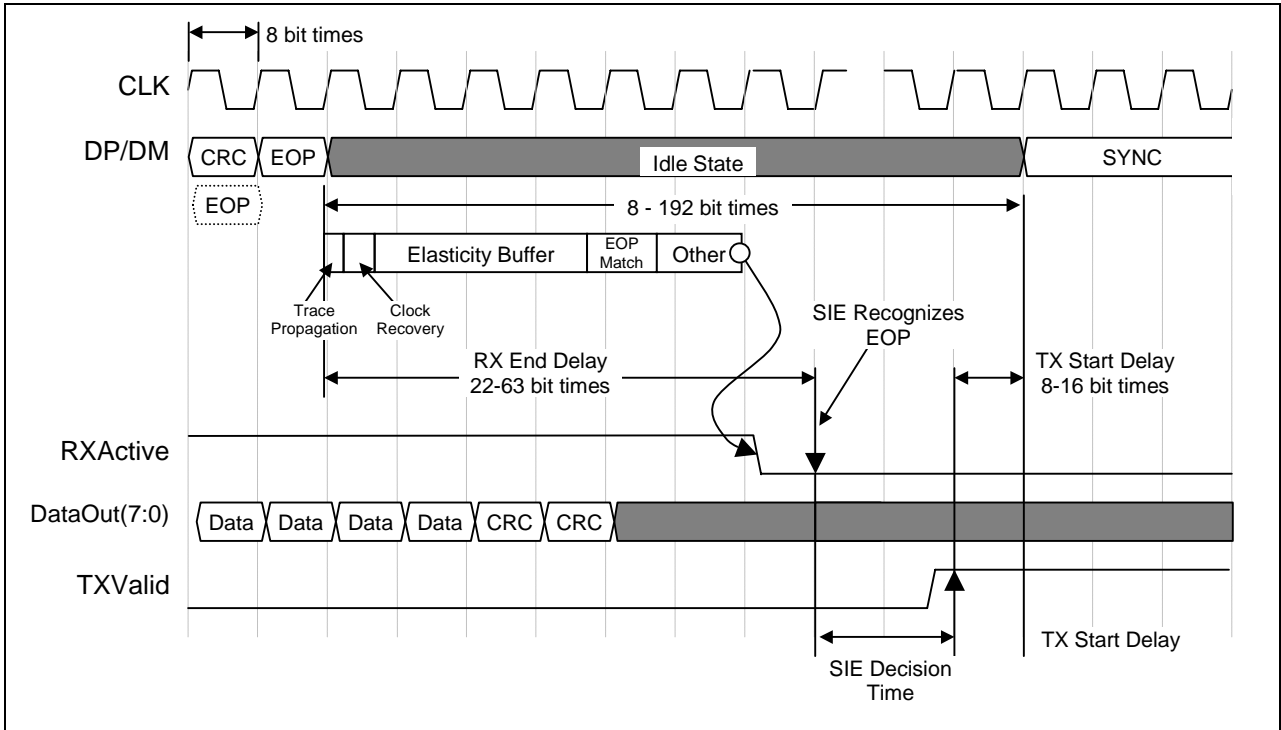 8 bit times
CLK
DP/DM
CRC
EOP
Idle State
SYNC
EOP
8 - 192 bit times
Elasticity Buffer
EOP
Match
Other
Trace
Propagation
Clock
Recovery
SIE Recognizes
EOP
RX End Delay
22-63 bit times
TX Start Delay
8-16 bit times
RXActive
DataOut(7:0)
Data
Data
Data
Data
CRC
CRC
TXValid
TX Start Delay
SIE Decision
Time